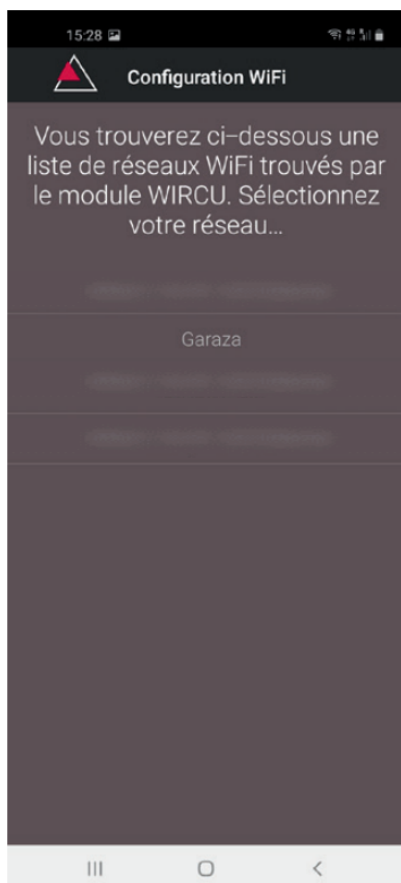 15:28
Configuration WiFi
Vous trouverez ci-dessous une
liste de réseaux WiFi trouvés par
le module WIRCU. Sélectionnez
votre réseau...
Garaza